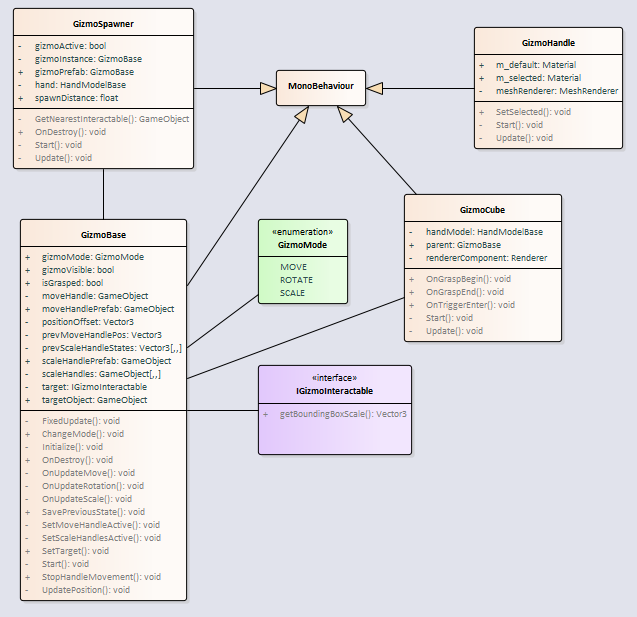 GizmoSpawner
- gizmoActive: bool
- gizmoInstance: GizmoBase
+ gizmoPrefab: GizmoBase
- hand: HandModelBase
+ spawnDistance: float
- GetNearestInteractable(): GameObject
+ OnDestroy(): void
- Start(): void
- Update(): void
MonoBehaviour
GizmoHandle
+ m_default: Material
+ m_selected: Material
- meshRenderer: MeshRenderer
+ SetSelected(): void
- Start(): void
- Update(): void
GizmoBase
+ gizmoMode: GizmoMode
+ gizmoVisible: bool
+ isGrasped: bool
- moveHandle: GameObject
+ moveHandlePrefab: GameObject
- positionOffset: Vector3
- prevMoveHandlePos: Vector3
- prevScaleHandleStates: Vector3[,,]
+ scaleHandlePrefab: GameObject
- scaleHandles: GameObject[,,]
- target: IGizmoInteractable
+ targetObject: GameObject
- FixedUpdate(): void
+ ChangeMode(): void
- Initialize(): void
+ OnDestroy(): void
- OnUpdateMove(): void
- OnUpdateRotation(): void
- OnUpdateScale(): void
+ SavePreviousState(): void
- SetMoveHandleActive(): void
- SetScaleHandlesActive(): void
+ SetTarget(): void
- Start(): void
+ StopHandleMovement(): void
- UpdatePosition(): void
«enumeration»
GizmoMode
MOVE
ROTATE
SCALE
GizmoCube
- handModel: HandModelBase
+ parent: GizmoBase
- rendererComponent: Renderer
+ OnGraspBegin(): void
+ OnGraspEnd(): void
+ OnTriggerEnter(): void
- Start(): void
- Update(): void
«interface»
IGizmoInteractable
+ getBoundingBoxScale(): Vector3